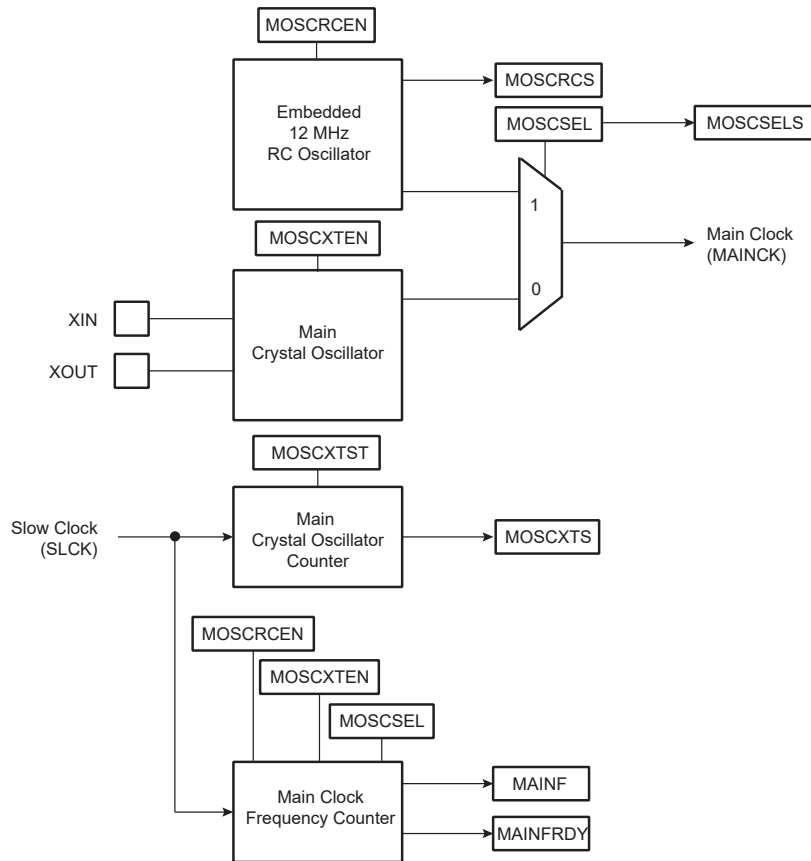 MOSCRCEN
Embedded
12 MHz
RC Oscillator
MOSCRCS
MOSCSEL
MOSCSELS
1
0
Main Clock
(MAINCK)
MOSCXTEN
XIN
XOUT
Main
Crystal Oscillator
MOSCXTST
Slow Clock
(SLCK)
Main
Crystal Oscillator
Counter
MOSCXTS
MOSCRCEN
MOSCXTEN
MOSCSEL
Main Clock
Frequency Counter
MAINF
MAINFRDY